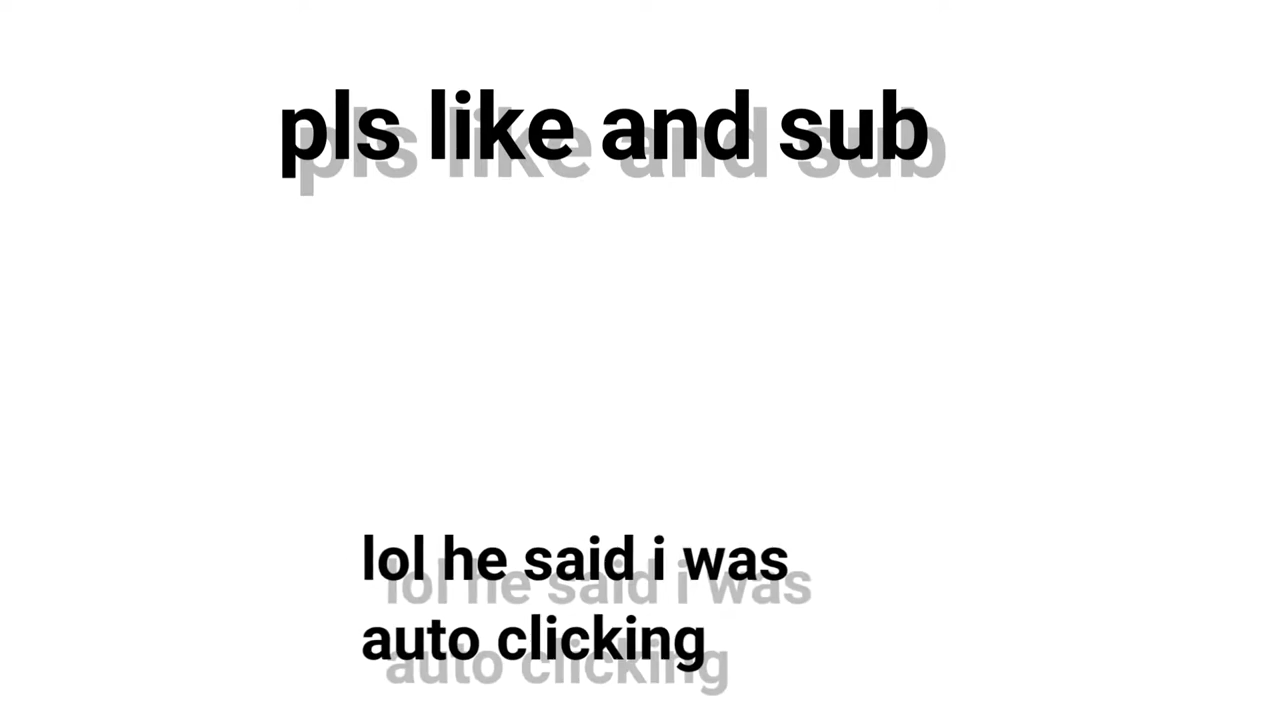 pls like and sub
lol he said i was
auto clicking